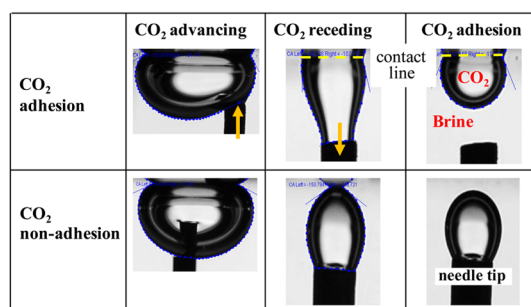 CO₂ advancing
CO₂ receding
CO₂ adhesion
CO₂
adhesion
contact
line
CO₂
Brine
CO₂
non-adhesion
needle tip